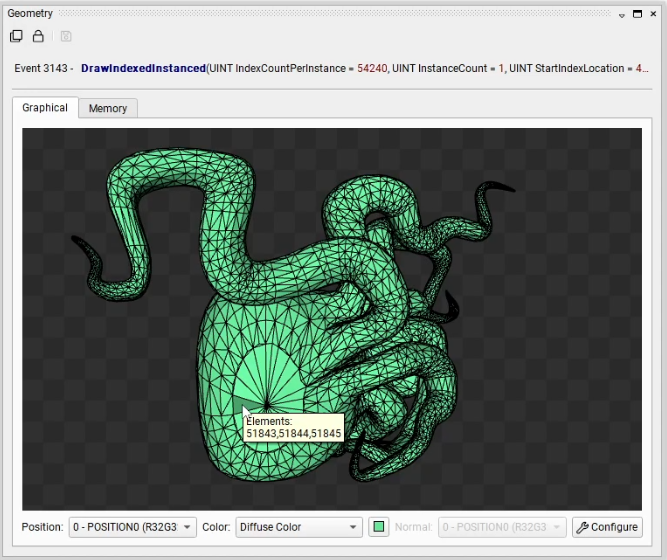 Geometry
Event 3143 - DrawIndexedInstanced(UINT IndexCountPerInstance = 54240, UINT InstanceCount = 1, UINT StartIndexLocation = 4...
Graphical Memory
Elements:
51843,51844,51845
Position: 0 - POSITION0 (R32G3 Color: Diffuse Color Normal: 0 - POSITION0 (R32G3 Configure